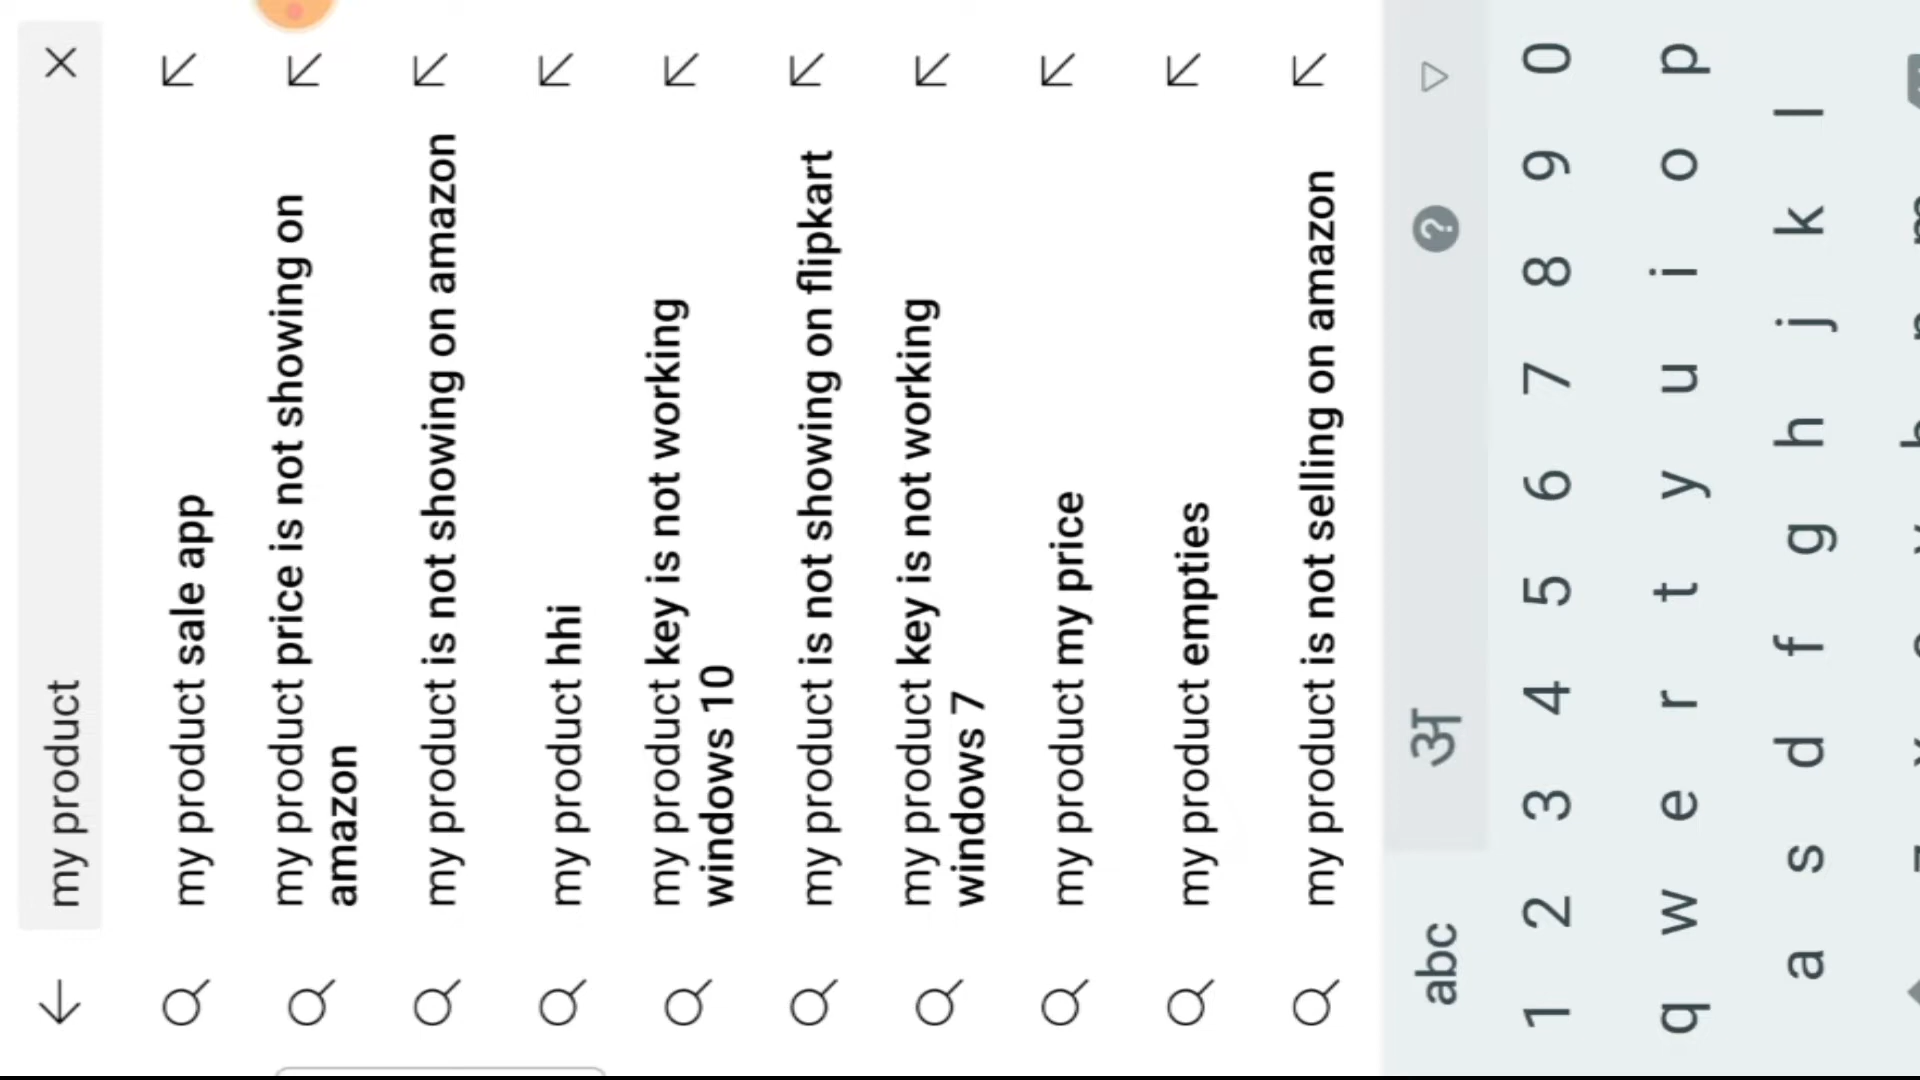 my product
my product sale app
my product price is not showing on
amazon
my product is not showing on amazon
my product hhi
my product key is not working
windows 10
my product is not showing on flipkart
my product key is not working
windows 7
my product my price
my product empties
my product is not selling on amazon
abc अ ?
1 2 3 4 5 6 7 8 9 0
q w e r t y u i o p
a s d f g h j k l